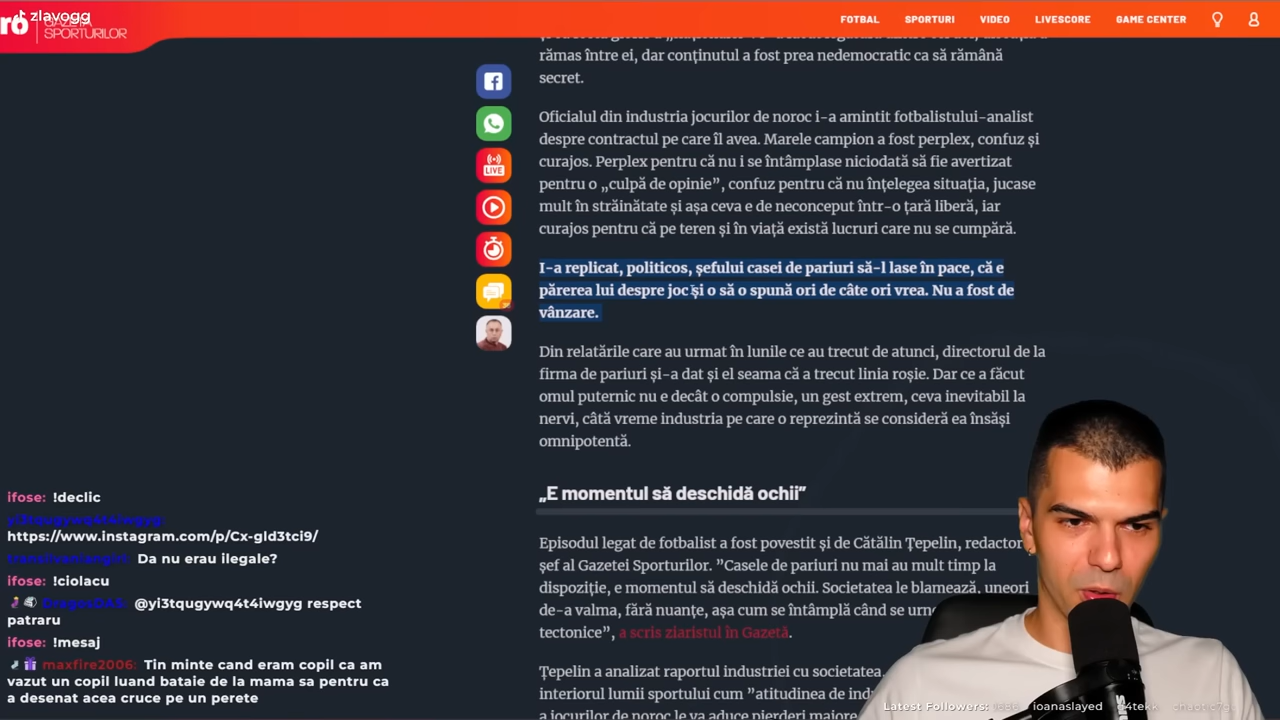 zlavogg
ro
GAZETA
SPORTURILOR
FOTBAL
SPORTURI
VIDEO
LIVESCORE
GAME CENTER
rămas între ei, dar conținutul a fost prea nedemocratic ca să rămână
secret.
Oficialul din industria jocurilor de noroc i-a amintit fotbalistului-analist
despre contractul pe care îl avea. Marele campion a fost perplex, confuz și
curajos. Perplex pentru că nu i se întâmplase niciodată să fie avertizat
pentru o „culpă de opinie”, confuz pentru că nu înțelegea situația, jucase
mult în străinătate și așa ceva e de neconceput într-o țară liberă, iar
curajos pentru că pe teren și în viață există lucruri care nu se cumpără.
LIVE
I-a replicat, politicos, șefului casei de pariuri să-l lase în pace, că e
părerea lui despre joc și o să o spună ori de câte ori vrea. Nu a fost de
vânzare.
Din relatările care au urmat în lunile ce au trecut de atunci, directorul de la
firma de pariuri și-a dat și el seama că a trecut linia roșie. Dar ce a făcut
omul puternic nu e decât o compulsie, un gest extrem, ceva inevitabil la
nervi, câtă vreme industria pe care o reprezintă se consideră ea însăși
omnipotentă.
„E momentul să deschidă ochii”
Episodul legat de fotbalist a fost povestit și de Cătălin Țepelin, redactor
șef al Gazetei Sporturilor. ”Casele de pariuri nu mai au mult timp la
dispoziție, e momentul să deschidă ochii. Societatea le blamează, uneori
de-a valma, fără nuanțe, așa cum se întâmplă când se
tectonice”, a scris ziaristul în Gazetă.
Țepelin a analizat raportul industriei cu societatea
interiorul lumii sportului cum ”atitudinea de
a jocurilor de noroc le va aduce pierderi majore
ifose: !declic
yi3tqugywq4t4iwgyg:
https://www.instagram.com/p/Cx-gld3tci9/
Da nu erau ilegale?
ifose: !ciolacu
DragosDAS: @yi3tqugywq4t4iwgyg respect
patraru
ifose: !mesaj
maxfire2006: Tin minte cand eram copil ca am
vazut un copil luand bataie de la mama sa pentru ca
a desenat acea cruce pe un perete
Latest Followers: ioanaslayed